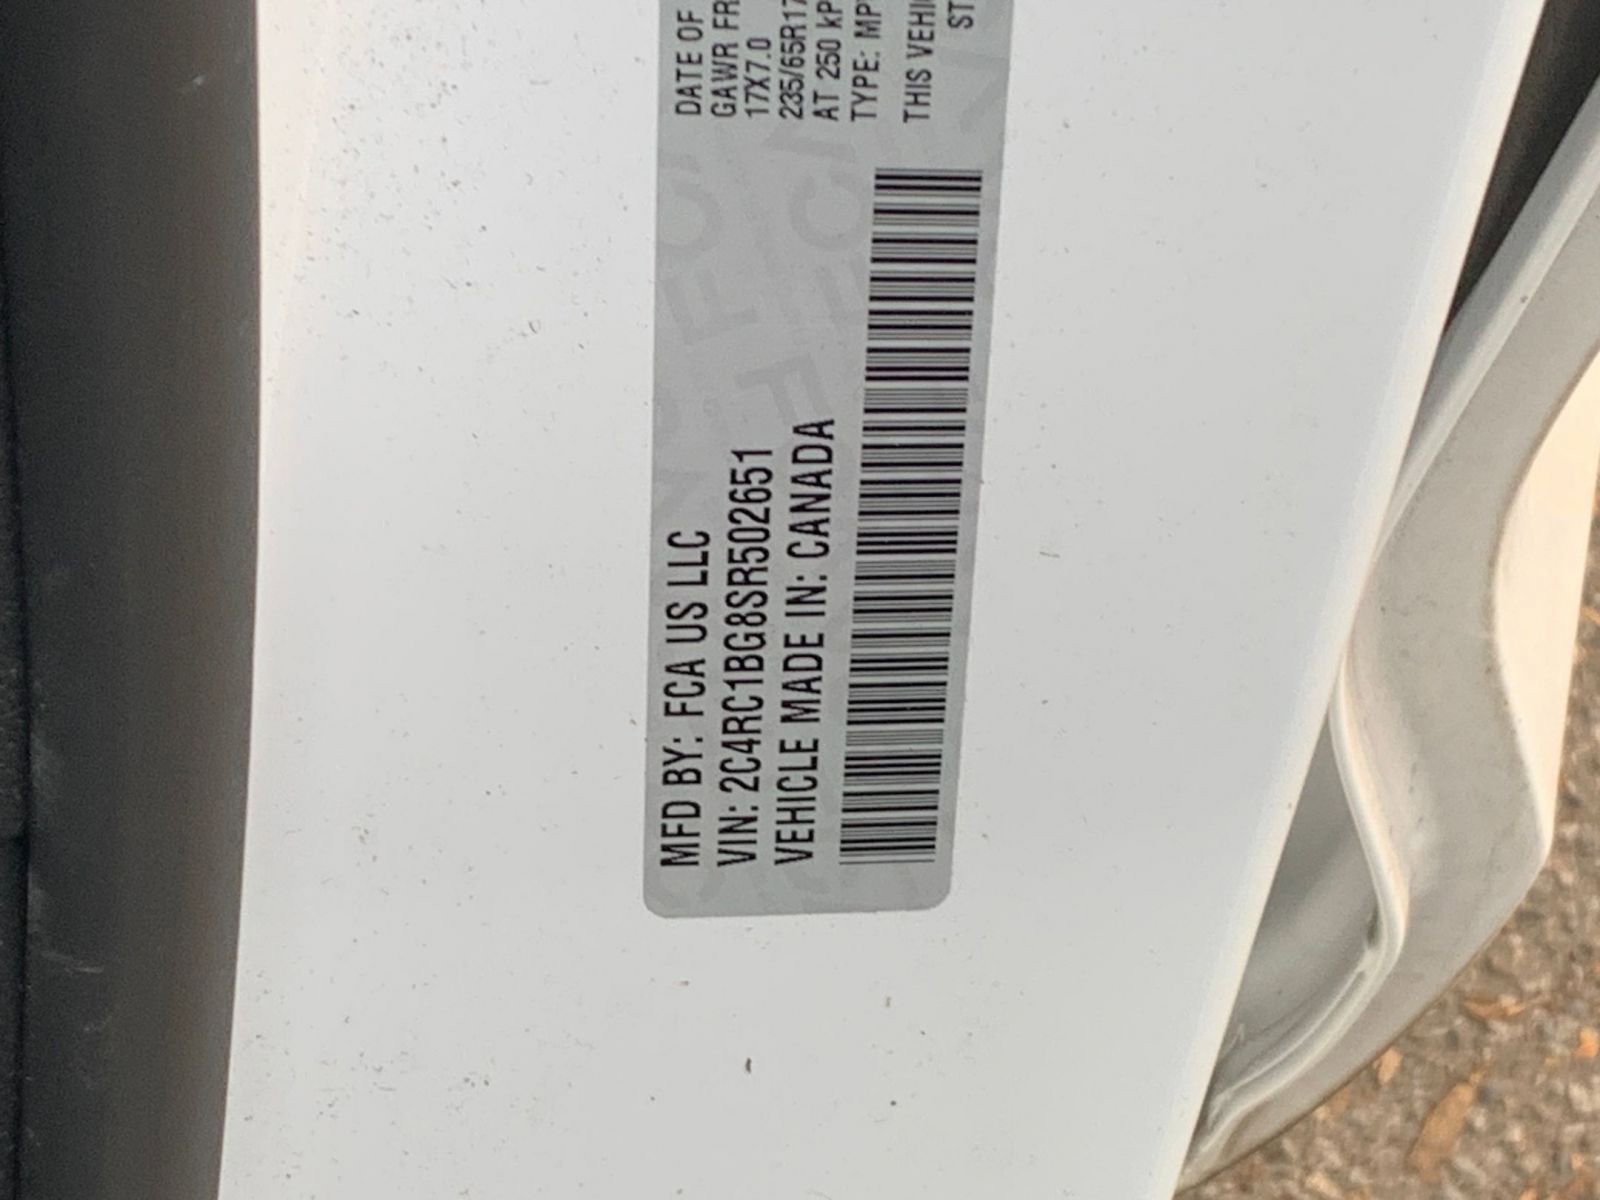 MFD BY: FCA US LLC
VIN: 2C4RC1BG8SR502651
VEHICLE MADE IN: CANADA
DATE OF
GAWR FR
17X7.0
235/65R17
AT 250 kP
TYPE: MP
THIS VEHI
ST